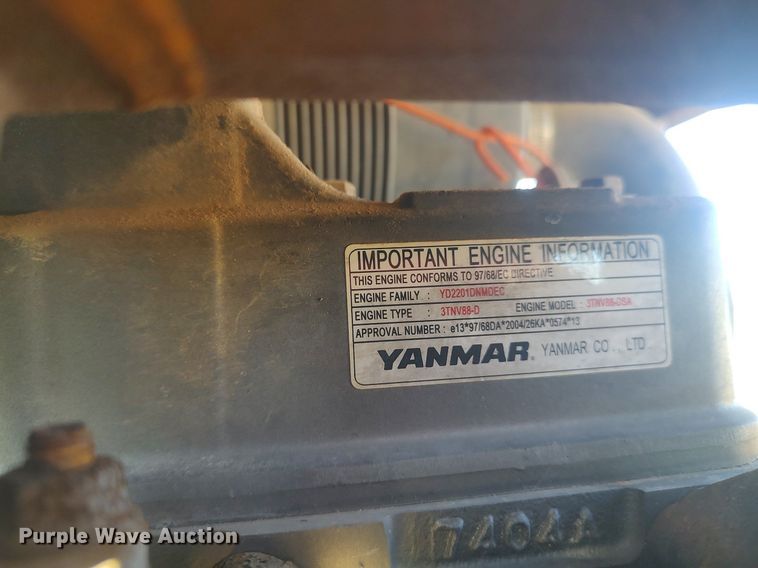 IMPORTANT ENGINE INFORMATION
THIS ENGINE CONFORMS TO 97/68/EC DIRECTIVE
ENGINE FAMILY : YD2201DNMDEC
ENGINE TYPE : 3TNV88-D ENGINE MODEL : 3TNV88-DSA
APPROVAL NUMBER : e13*97/68DA*2004/26KA*0574*13
YANMAR. YANMAR CO., LTD.
7404A
Purple Wave Auction